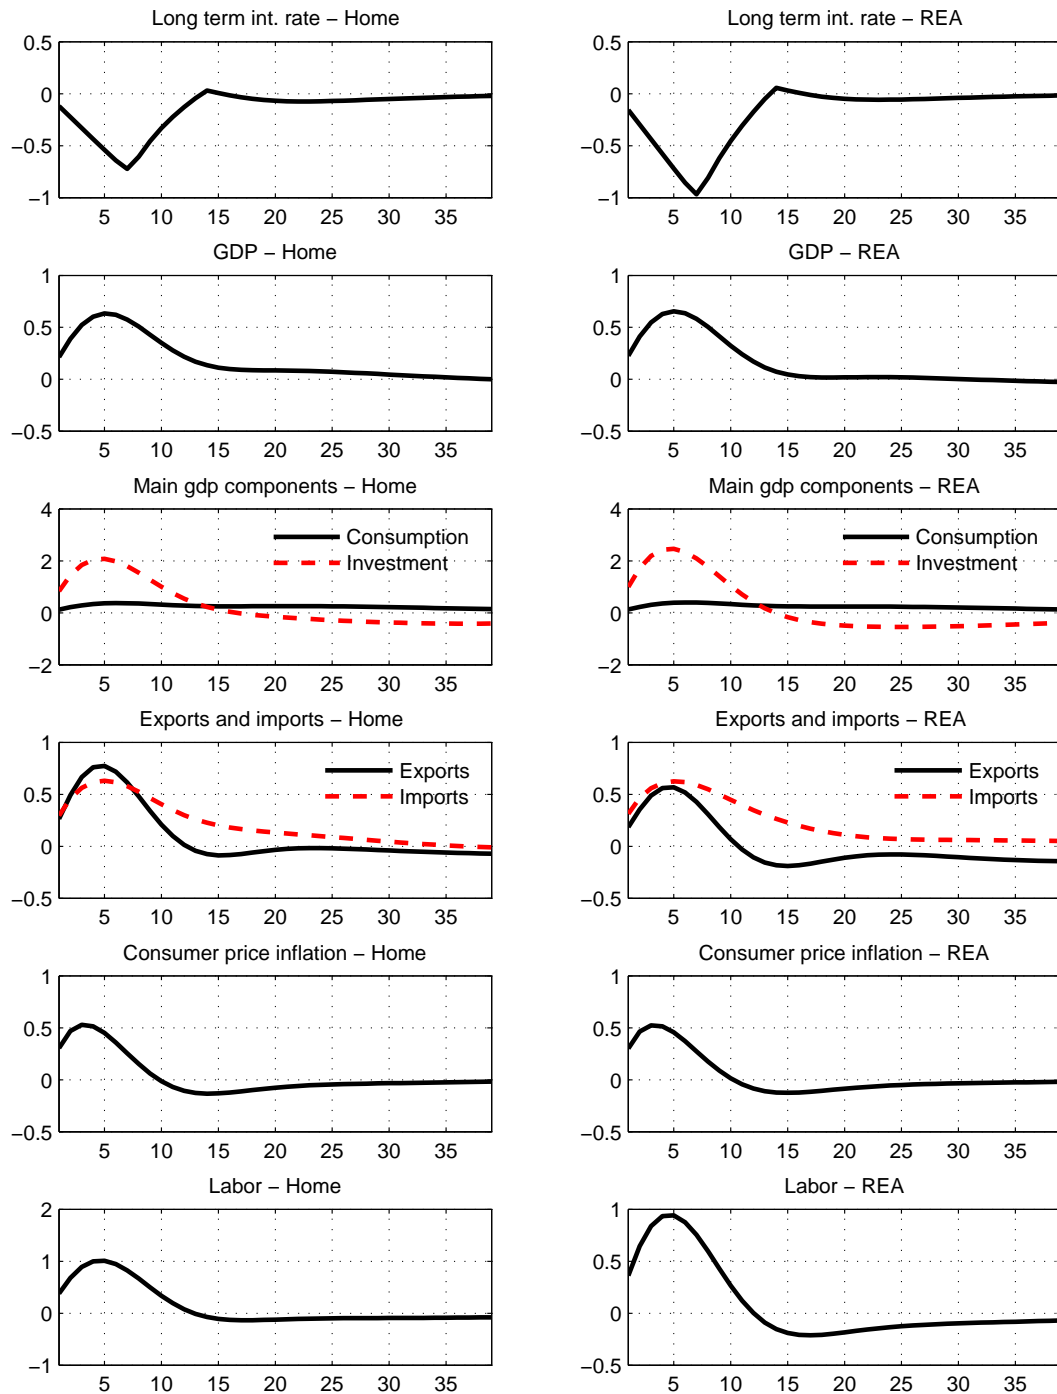 Long term int. rate − Home
0.5
0
−0.5
−1
5 10 15 20 25 30 35
Long term int. rate − REA
0.5
0
−0.5
−1
5 10 15 20 25 30 35
GDP − Home
1
0.5
0
−0.5
5 10 15 20 25 30 35
GDP − REA
1
0.5
0
−0.5
5 10 15 20 25 30 35
Main gdp components − Home
4
2
0
−2
Consumption
Investment
5 10 15 20 25 30 35
Main gdp components − REA
4
2
0
−2
Consumption
Investment
5 10 15 20 25 30 35
Exports and imports − Home
1
0.5
0
−0.5
Exports
Imports
5 10 15 20 25 30 35
Exports and imports − REA
1
0.5
0
−0.5
Exports
Imports
5 10 15 20 25 30 35
Consumer price inflation − Home
1
0.5
0
−0.5
5 10 15 20 25 30 35
Consumer price inflation − REA
1
0.5
0
−0.5
5 10 15 20 25 30 35
Labor − Home
2
1
0
−1
5 10 15 20 25 30 35
Labor − REA
1
0.5
0
−0.5
5 10 15 20 25 30 35